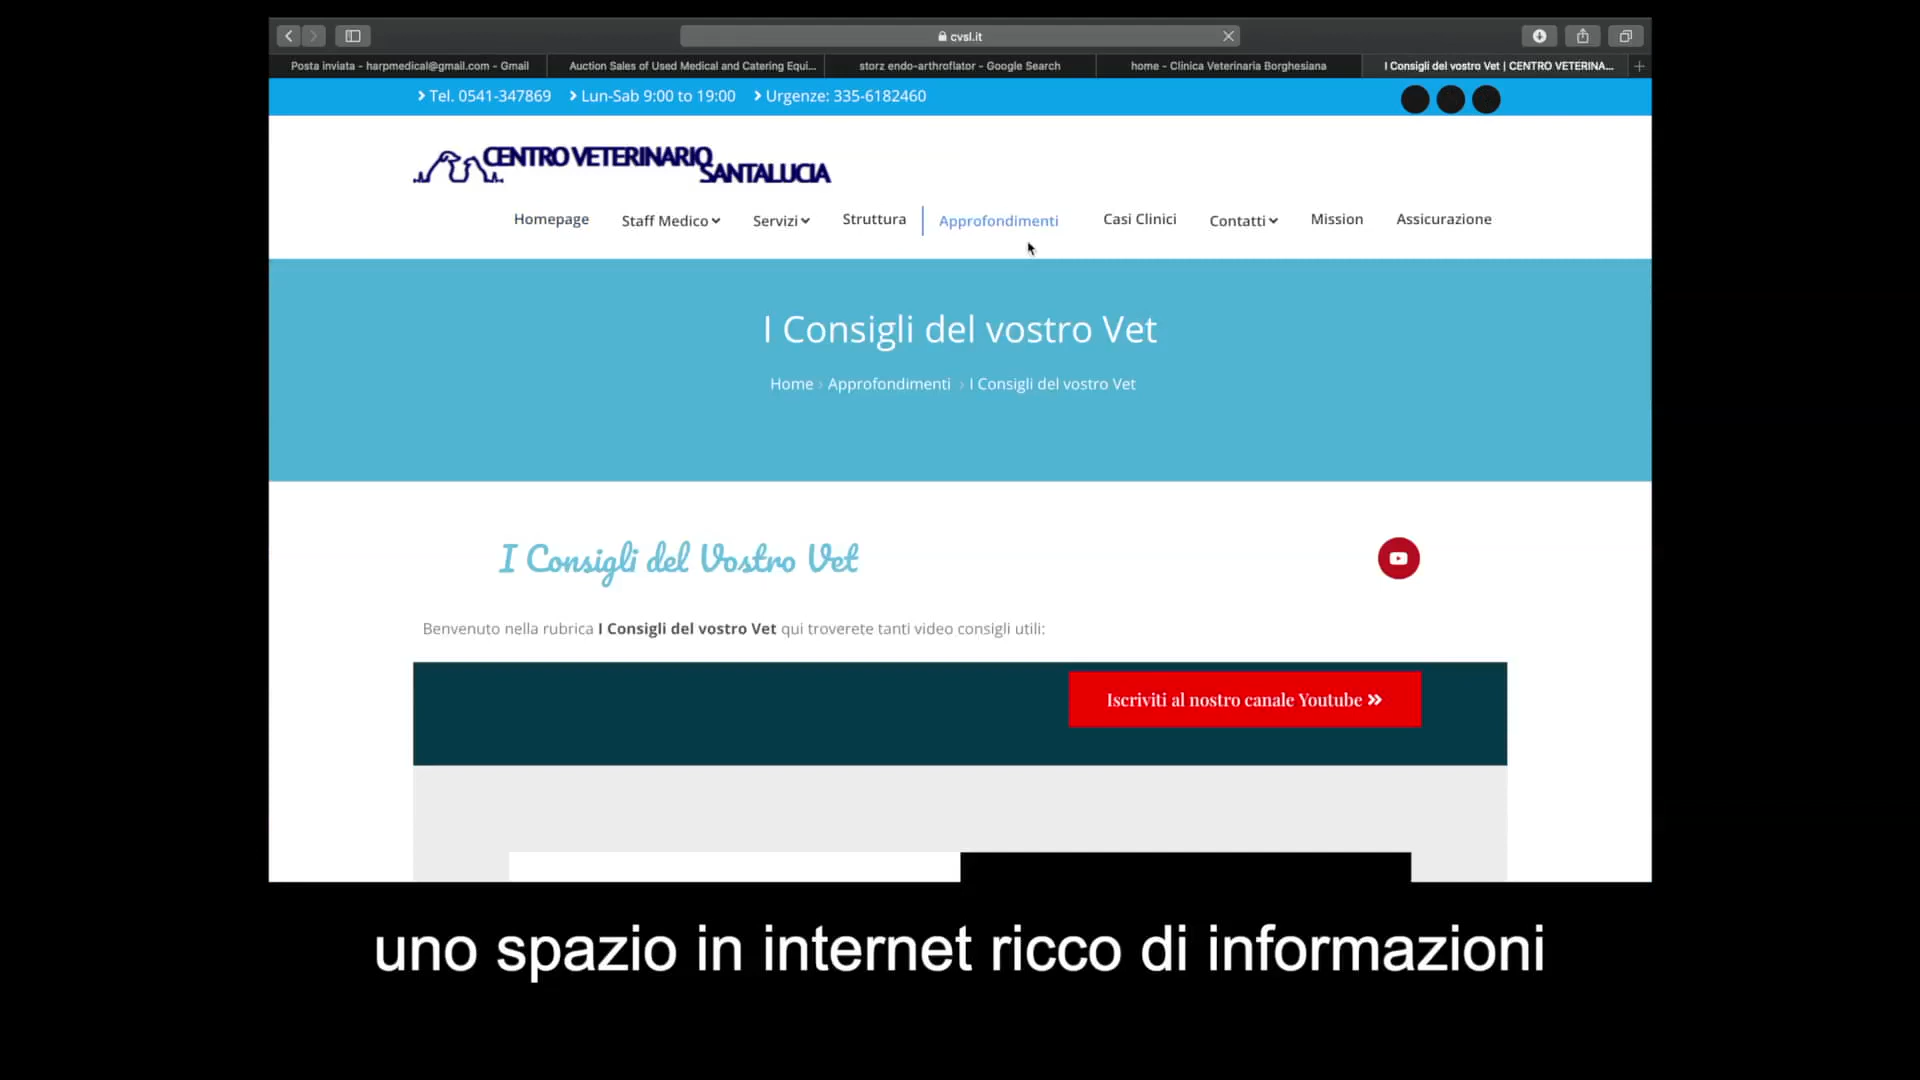 cvsl.it
Posta inviata - harpmedical@gmail.com - Gmail
Auction Sales of Used Medical and Catering Equi...
storz endo-arthroflator - Google Search
home - Clinica Veterinaria Borghesiana
I Consigli del vostro Vet | CENTRO VETERINA...
Tel. 0541-347869
Lun-Sab 9:00 to 19:00
Urgenze: 335-6182460
CENTRO VETERINARIO
SANTALUCIA
Homepage
Staff Medico
Servizi
Struttura
Approfondimenti
Casi Clinici
Contatti
Mission
Assicurazione
I Consigli del vostro Vet
Home › Approfondimenti › I Consigli del vostro Vet
I Consigli del Vostro Vet
Benvenuto nella rubrica I Consigli del vostro Vet qui troverete tanti video consigli utili:
Iscriviti al nostro canale Youtube »
uno spazio in internet ricco di informazioni